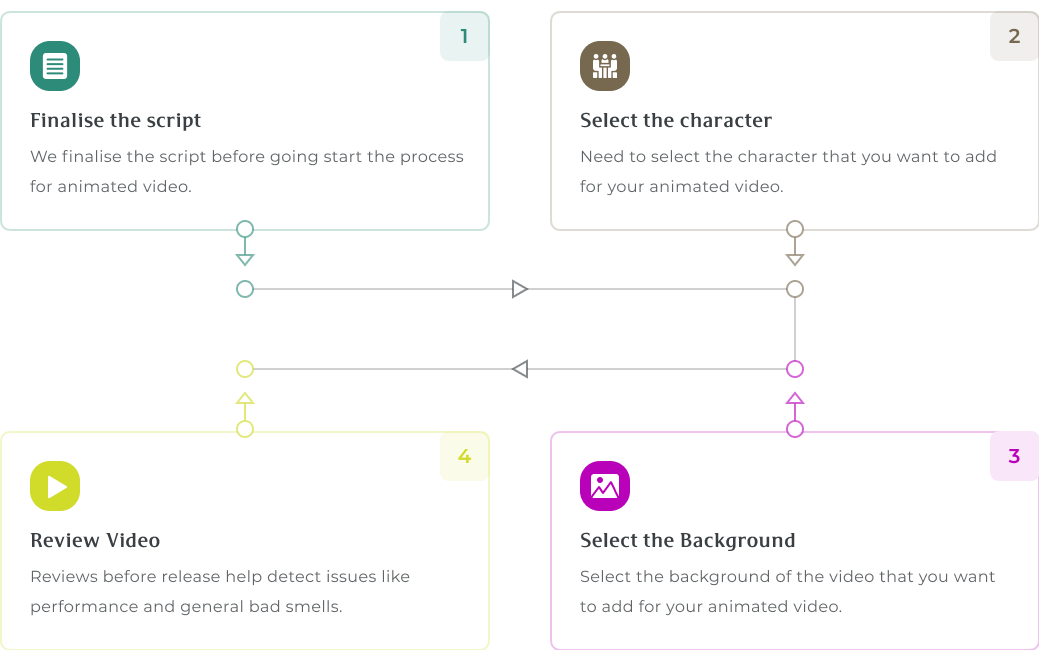 1
Finalise the script
We finalise the script before going start the process
for animated video.
2
Select the character
Need to select the character that you want to add
for your animated video.
3
Select the Background
Select the background of the video that you want
to add for your animated video.
4
Review Video
Reviews before release help detect issues like
performance and general bad smells.